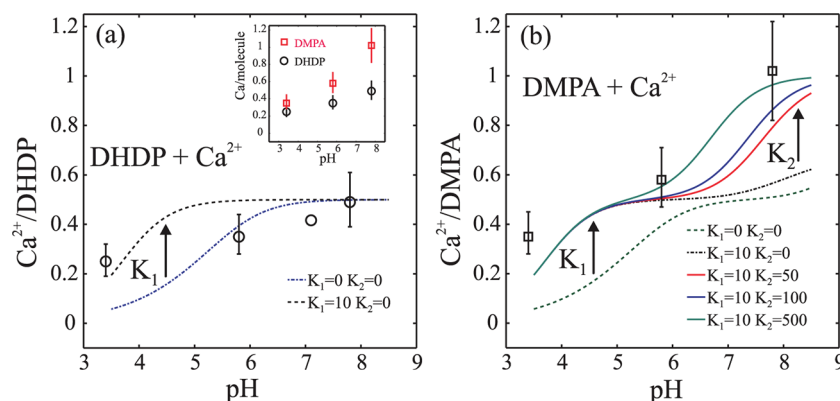 (a)
1.2
1
0.8
0.6
0.4
0.2
0
Ca²⁺/DHDP
3 4 5 6 7 8 9
pH
DHDP + Ca²⁺
K₁
K₁=0 K₂=0
K₁=10 K₂=0
1.2
1
0.8
0.6
0.4
0.2
0
Ca/molecule
DMPA
DHDP
3 4 5 6 7 8
pH
(b)
1.2
1
0.8
0.6
0.4
0.2
0
Ca²⁺/DMPA
3 4 5 6 7 8 9
pH
DMPA + Ca²⁺
K₁
K₂
K₁=0 K₂=0
K₁=10 K₂=0
K₁=10 K₂=50
K₁=10 K₂=100
K₁=10 K₂=500